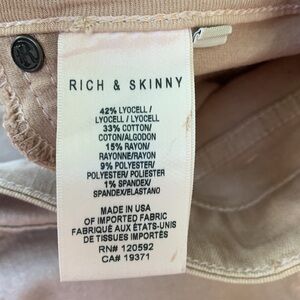 RICH & SKINNY
42% LYOCELL /
LYOCELL / LYOCELL
33% COTTON/
COTON/ALGODON
15% RAYON/
RAYONNE/RAYON
9% POLYESTER/
POLYESTER/ POLIESTER
1% SPANDEX/
SPANDEX/ELASTANO
MADE IN USA
OF IMPORTED FABRIC
FABRIQUÉ AUX ÉTATS-UNIS
DE TISSUES IMPORTÉS
RN# 120592
CA# 19371